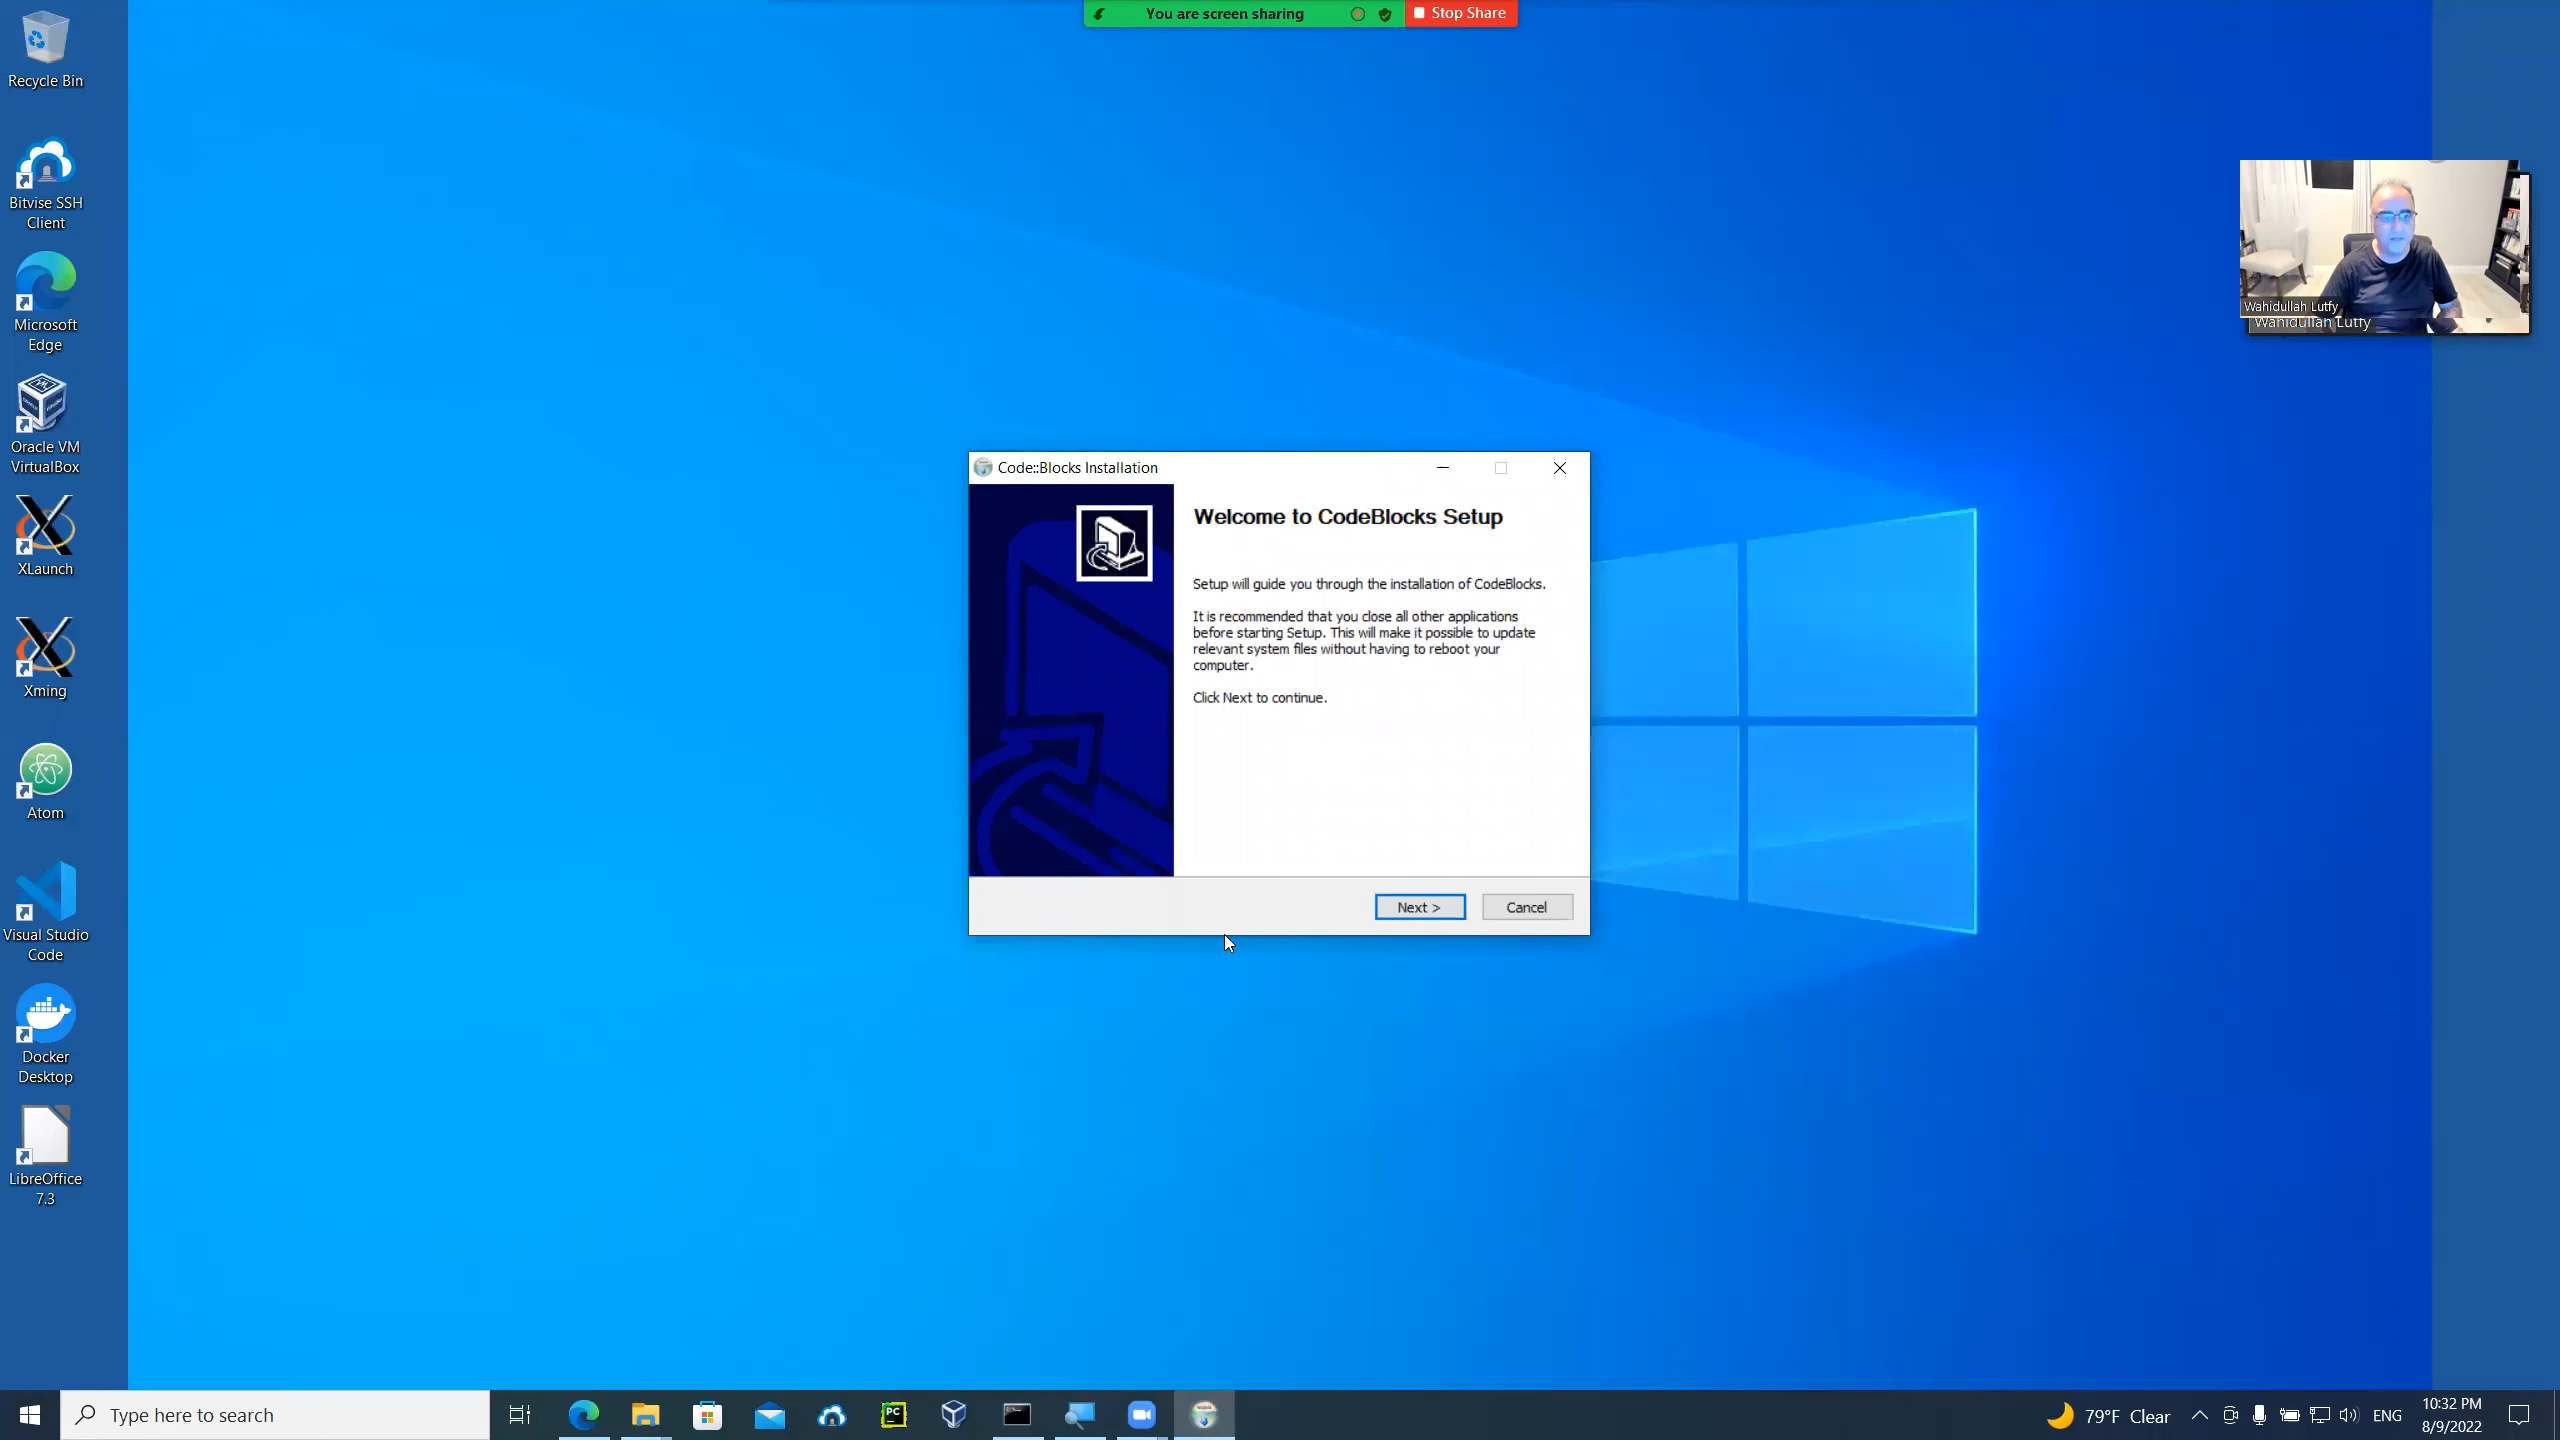 You are screen sharing
Stop Share
Recycle Bin
Bitvise SSH
Client
Microsoft
Edge
Oracle VM
VirtualBox
XLaunch
Xming
Atom
Visual Studio
Code
Docker
Desktop
LibreOffice
7.3
Wahidullah Lutfy
Wahidullah Lutfy
Code::Blocks Installation
Welcome to CodeBlocks Setup
Setup will guide you through the installation of CodeBlocks.
It is recommended that you close all other applications
before starting Setup. This will make it possible to update
relevant system files without having to reboot your
computer.
Click Next to continue.
Next >
Cancel
Type here to search
PC
79°F Clear
ENG
10:32 PM
8/9/2022